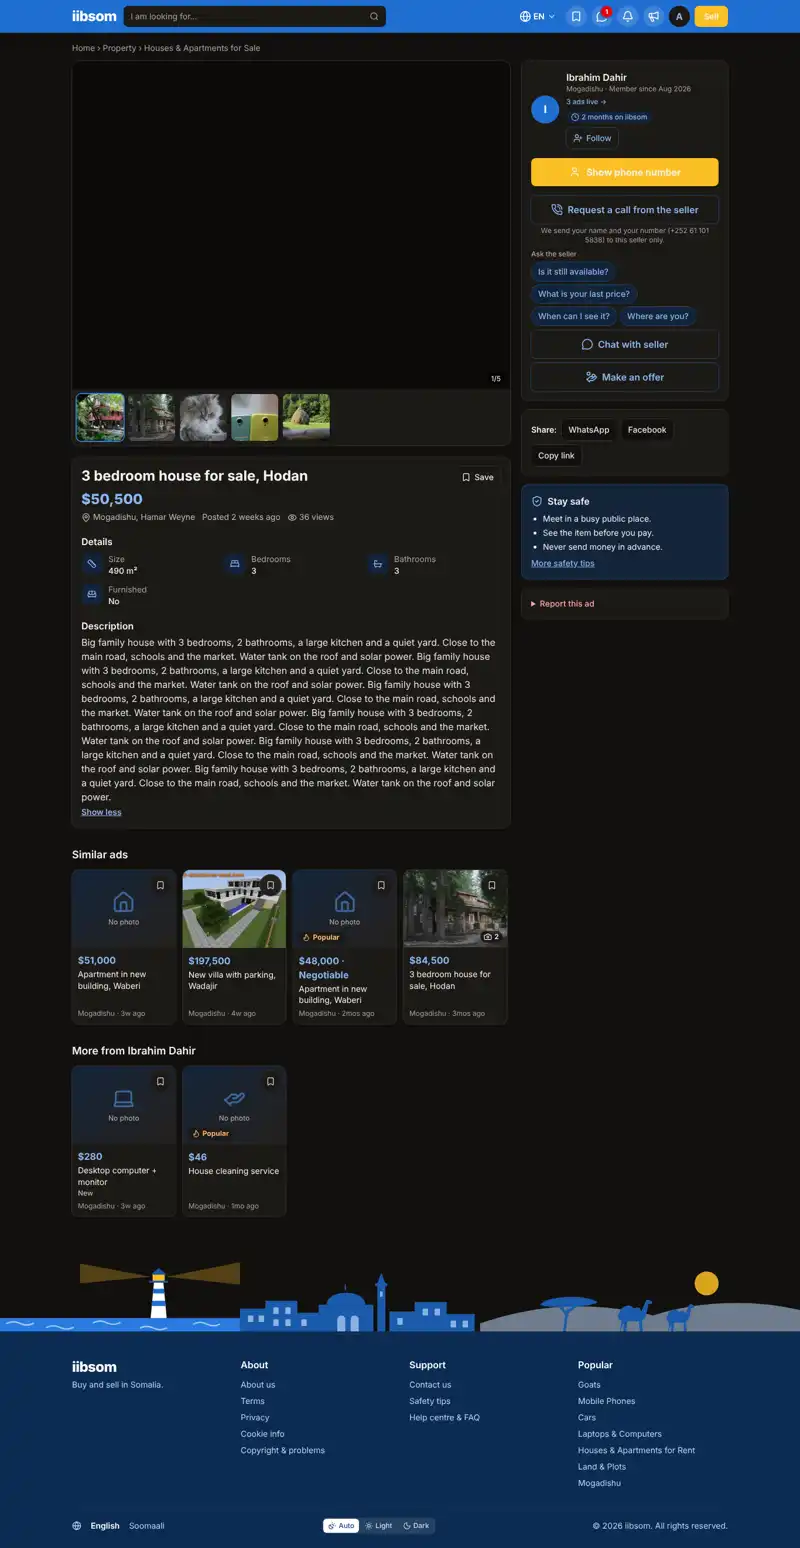 iibsom
I am looking for...
EN
1
A
Sell
Home › Property › Houses & Apartments for Sale
1/5
3 bedroom house for sale, Hodan
Save
$50,500
Mogadishu, Hamar Weyne Posted 2 weeks ago 36 views
Details
Size
490 m²
Bedrooms
3
Bathrooms
3
Furnished
No
Description
Big family house with 3 bedrooms, 2 bathrooms, a large kitchen and a quiet yard. Close to the
main road, schools and the market. Water tank on the roof and solar power. Big family house
with 3 bedrooms, 2 bathrooms, a large kitchen and a quiet yard. Close to the main road,
schools and the market. Water tank on the roof and solar power. Big family house with 3
bedrooms, 2 bathrooms, a large kitchen and a quiet yard. Close to the main road, schools and
the market. Water tank on the roof and solar power. Big family house with 3 bedrooms, 2
bathrooms, a large kitchen and a quiet yard. Close to the main road, schools and the market.
Water tank on the roof and solar power. Big family house with 3 bedrooms, 2 bathrooms, a
large kitchen and a quiet yard. Close to the main road, schools and the market. Water tank on
the roof and solar power. Big family house with 3 bedrooms, 2 bathrooms, a large kitchen and
a quiet yard. Close to the main road, schools and the market. Water tank on the roof and solar
power.
Show less
I
Ibrahim Dahir
Mogadishu · Member since Aug 2026
3 ads live →
2 months on iibsom
Follow
Show phone number
Request a call from the seller
We send your name and your number (+252 61 101
5836) to this seller only.
Ask the seller
Is it still available?
What is your last price?
When can I see it?
Where are you?
Chat with seller
Make an offer
Share:
WhatsApp
Facebook
Copy link
Stay safe
• Meet in a busy public place.
• See the item before you pay.
• Never send money in advance.
More safety tips
Report this ad
Similar ads
No photo
$51,000
Apartment in new
building, Waberi
Mogadishu · 3w ago
$197,500
New villa with parking,
Wadajir
Mogadishu · 4w ago
No photo
Popular
$48,000 ·
Negotiable
Apartment in new
building, Waberi
Mogadishu · 2mos ago
2
$84,500
3 bedroom house for
sale, Hodan
Mogadishu · 3mos ago
More from Ibrahim Dahir
No photo
$280
Desktop computer +
monitor
New
Mogadishu · 3w ago
No photo
Popular
$46
House cleaning service
Mogadishu · 1mo ago
iibsom
Buy and sell in Somalia.
About
About us
Terms
Privacy
Cookie info
Copyright & problems
Support
Contact us
Safety tips
Help centre & FAQ
Popular
Goats
Mobile Phones
Cars
Laptops & Computers
Houses & Apartments for Rent
Land & Plots
Mogadishu
English
Soomaali
Auto
Light
Dark
© 2026 iibsom. All rights reserved.